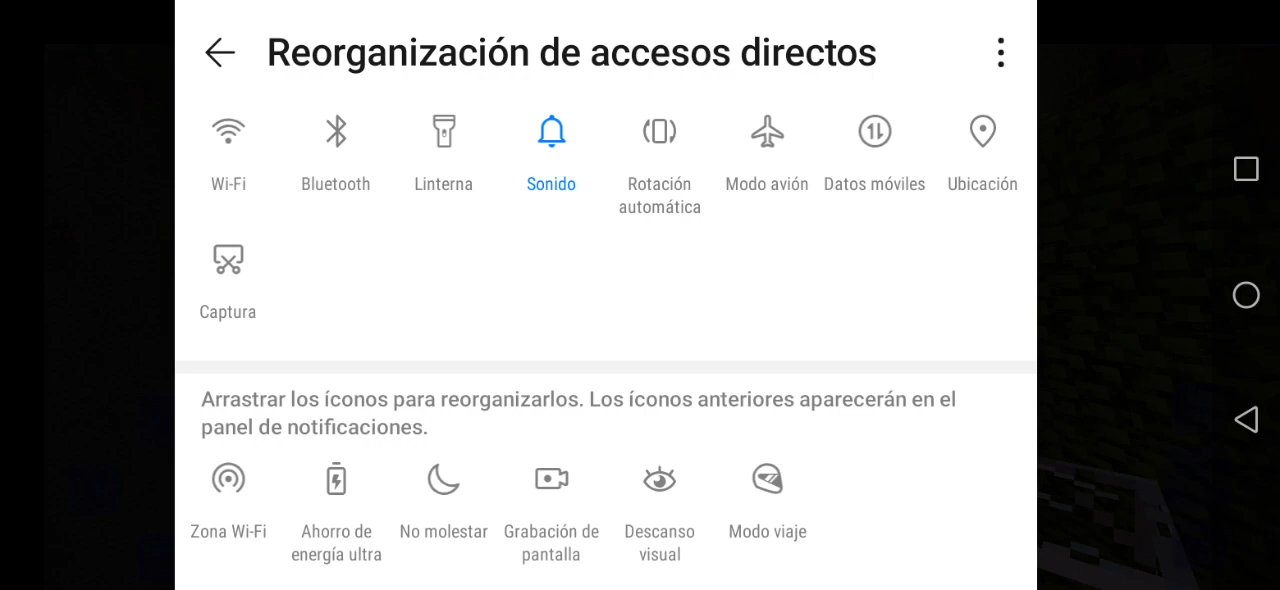 Reorganización de accesos directos
Wi-Fi
Bluetooth
Linterna
Sonido
Rotación
automática
Modo avión
Datos móviles
Ubicación
Captura
Arrastrar los íconos para reorganizarlos. Los íconos anteriores aparecerán en el
panel de notificaciones.
Zona Wi-Fi
Ahorro de
energía ultra
No molestar
Grabación de
pantalla
Descanso
visual
Modo viaje